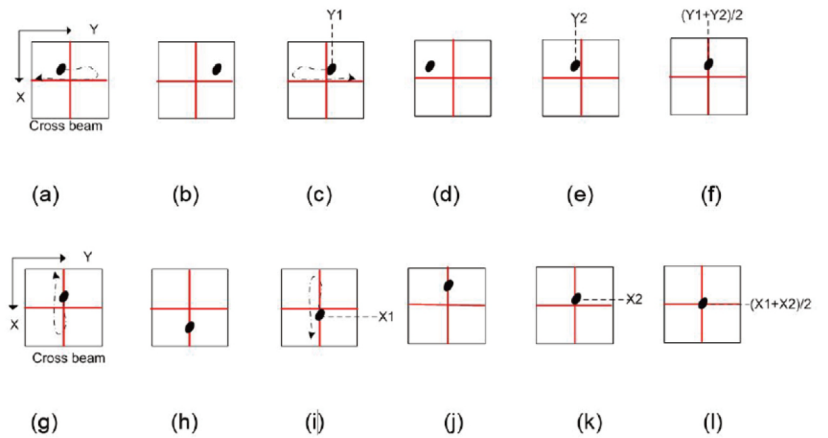 Y
X
Cross beam
Y1
Y2
(Y1+Y2)/2
(a)
(b)
(c)
(d)
(e)
(f)
Y
X
Cross beam
X1
X2
(X1+X2)/2
(g)
(h)
(i)
(j)
(k)
(l)